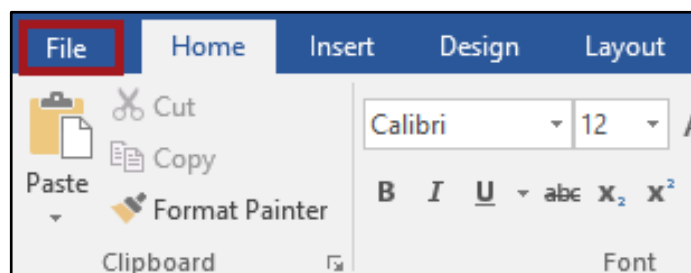 File Home Insert Design Layout
Cut
Calibri 12
Copy
Paste
B I U abc X₂ X²
Format Painter
Clipboard Font